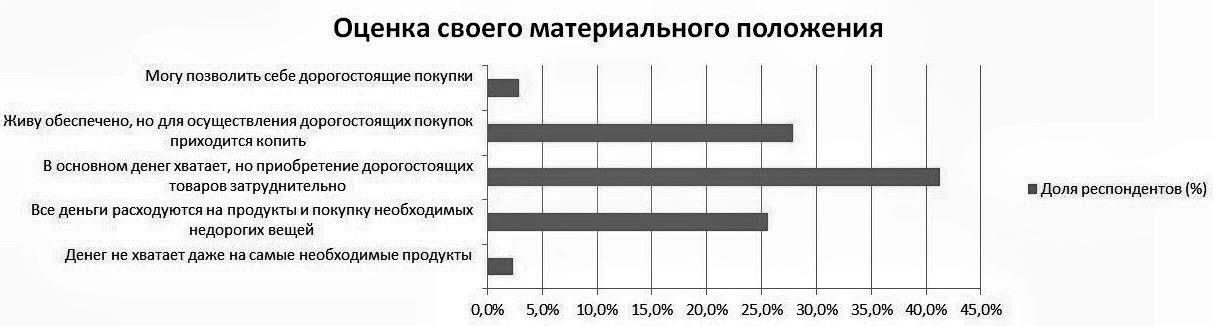 Оценка своего материального положения
Могу позволить себе дорогостоящие покупки
Живу обеспечено, но для осуществления дорогостоящих покупок
приходится копить
В основном денег хватает, но приобретение дорогостоящих
товаров затруднительно
Все деньги расходуются на продукты и покупку необходимых
недорогих вещей
Денег не хватает даже на самые необходимые продукты
Доля респондентов (%)
0,0% 5,0% 10,0% 15,0% 20,0% 25,0% 30,0% 35,0% 40,0% 45,0%